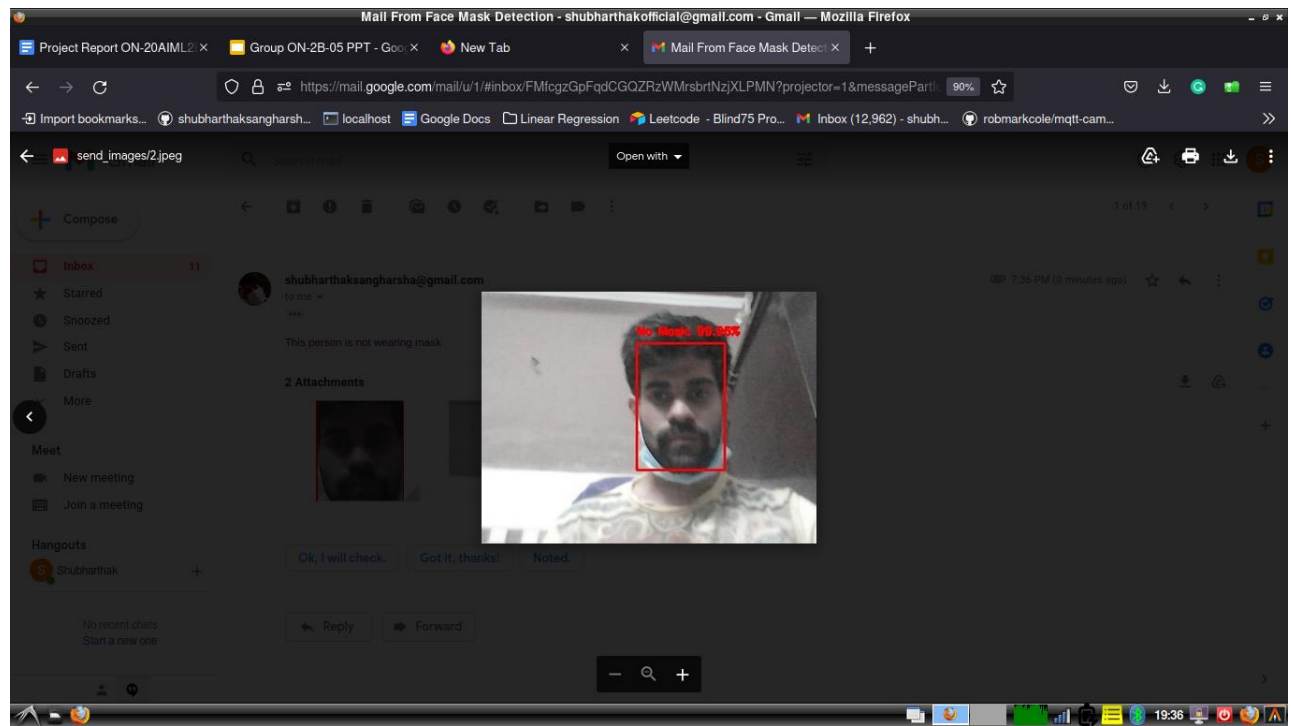 Mail From Face Mask Detection - shubharthakofficial@gmail.com - Gmail — Mozilla Firefox
Project Report ON-20AIML2
Group ON-2B-05 PPT - Goo
New Tab
Mail From Face Mask Detect
https://mail.google.com/mail/u/1/#inbox/FMfcgzGpFqdCGQZRzWMrsbrtNzjXLPMN?projector=1&messageParti
90%
Import bookmarks... shubharthaksangharsh... localhost Google Docs Linear Regression Leetcode - Blind75 Pro... Inbox (12,962) - shubh... robmarkcole/mqtt-cam...
send_images/2.jpeg
Search mail
Open with
Compose
1 of 19
Inbox 11
Starred
Snoozed
Sent
Drafts
More
shubharthaksangharsha@gmail.com
7:36 PM (0 minutes ago)
to me
This person is not wearing mask
2 Attachments
No Mask: 99.86%
Meet
New meeting
Join a meeting
Hangouts
S Shubharthak
No recent chats
Start a new one
Ok, I will check.
Got it, thanks!
Noted.
Reply
Forward
19:36